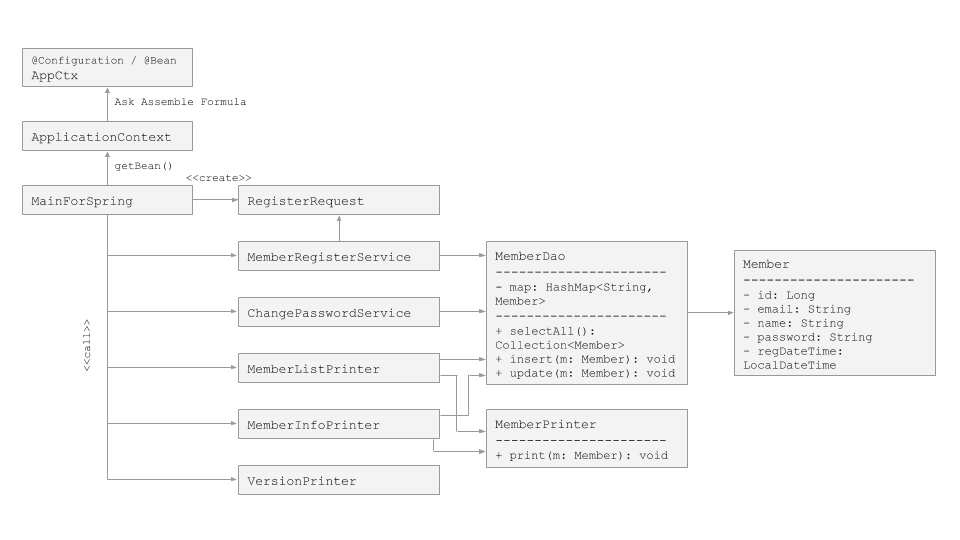 @Configuration / @Bean
AppCtx
Ask Assemble Formula
ApplicationContext
getBean()
<<create>>
MainForSpring
RegisterRequest
MemberRegisterService
ChangePasswordService
<<call>>
MemberListPrinter
MemberInfoPrinter
VersionPrinter
MemberDao
----------------------
- map: HashMap<String,
Member>
----------------------
+ selectAll():
Collection<Member>
+ insert(m: Member): void
+ update(m: Member): void
MemberPrinter
----------------------
+ print(m: Member): void
Member
----------------------
- id: Long
- email: String
- name: String
- password: String
- regDateTime:
LocalDateTime